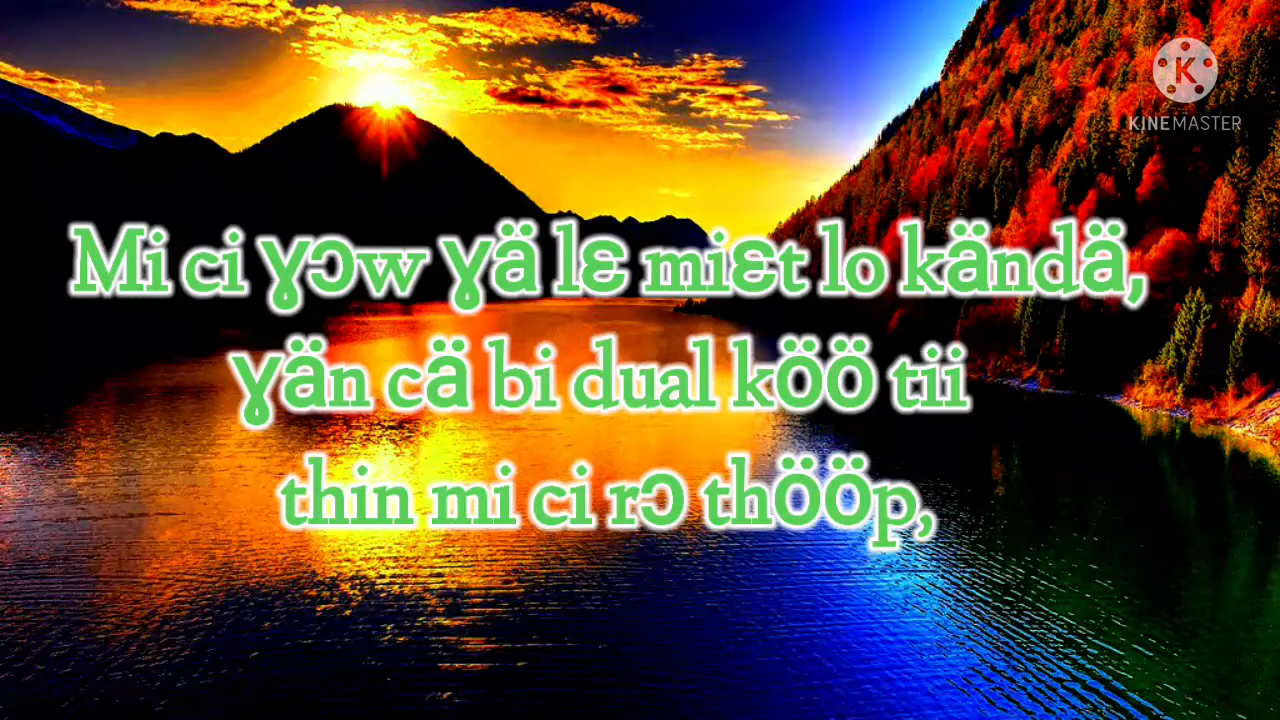 KINEMASTER
Mi ci ɣɔw ɣä lɛ miɛt lo kändä,
ɣän cä bi dual köö tii
thin mi ci rɔ thööp,